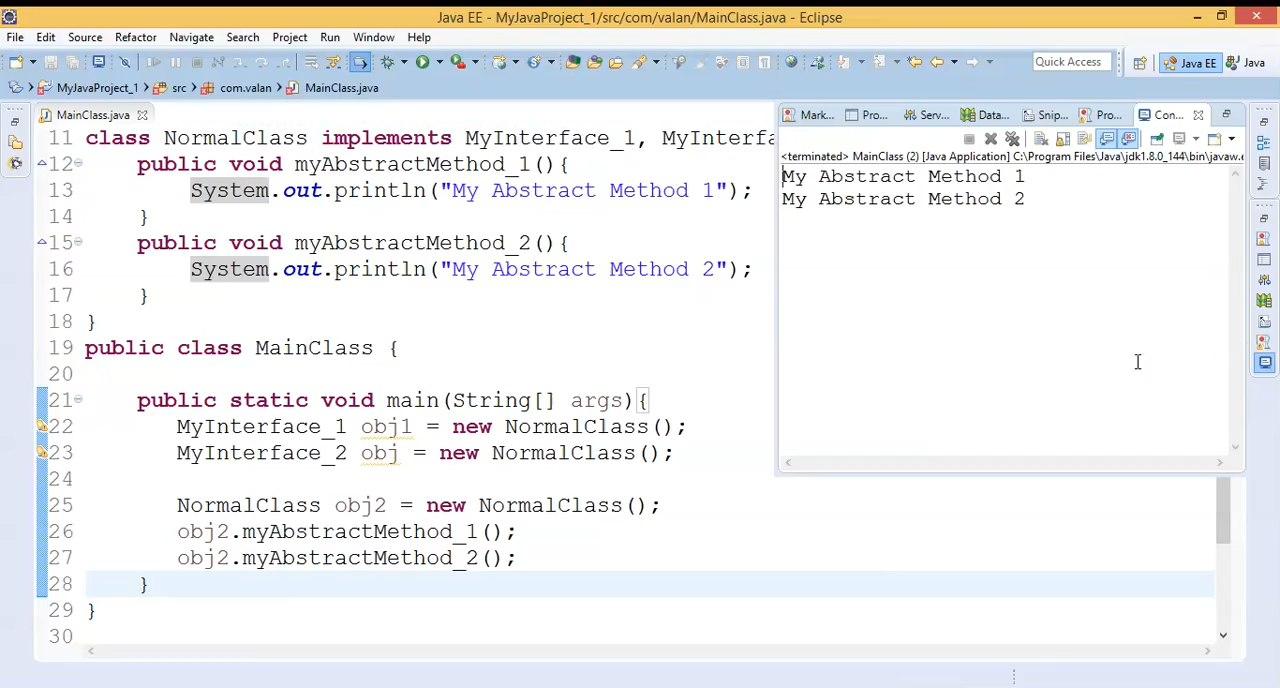 Java EE - MyJavaProject_1/src/com/valan/MainClass.java - Eclipse
File Edit Source Refactor Navigate Search Project Run Window Help
Quick Access Java EE Java
MyJavaProject_1 src com.valan MainClass.java
MainClass.java
Mark... Pro... Serv... Data... Snip... Pro... Con...
<terminated> MainClass (2) [Java Application] C:\Program Files\Java\jdk1.8.0_144\bin\javaw.e
My Abstract Method 1
My Abstract Method 2
11 class NormalClass implements MyInterface_1, MyInterfa
12 public void myAbstractMethod_1(){
13 System.out.println("My Abstract Method 1");
14 }
15 public void myAbstractMethod_2(){
16 System.out.println("My Abstract Method 2");
17 }
18 }
19 public class MainClass {
20
21 public static void main(String[] args){
22 MyInterface_1 obj1 = new NormalClass();
23 MyInterface_2 obj = new NormalClass();
24
25 NormalClass obj2 = new NormalClass();
26 obj2.myAbstractMethod_1();
27 obj2.myAbstractMethod_2();
28 }
29 }
30